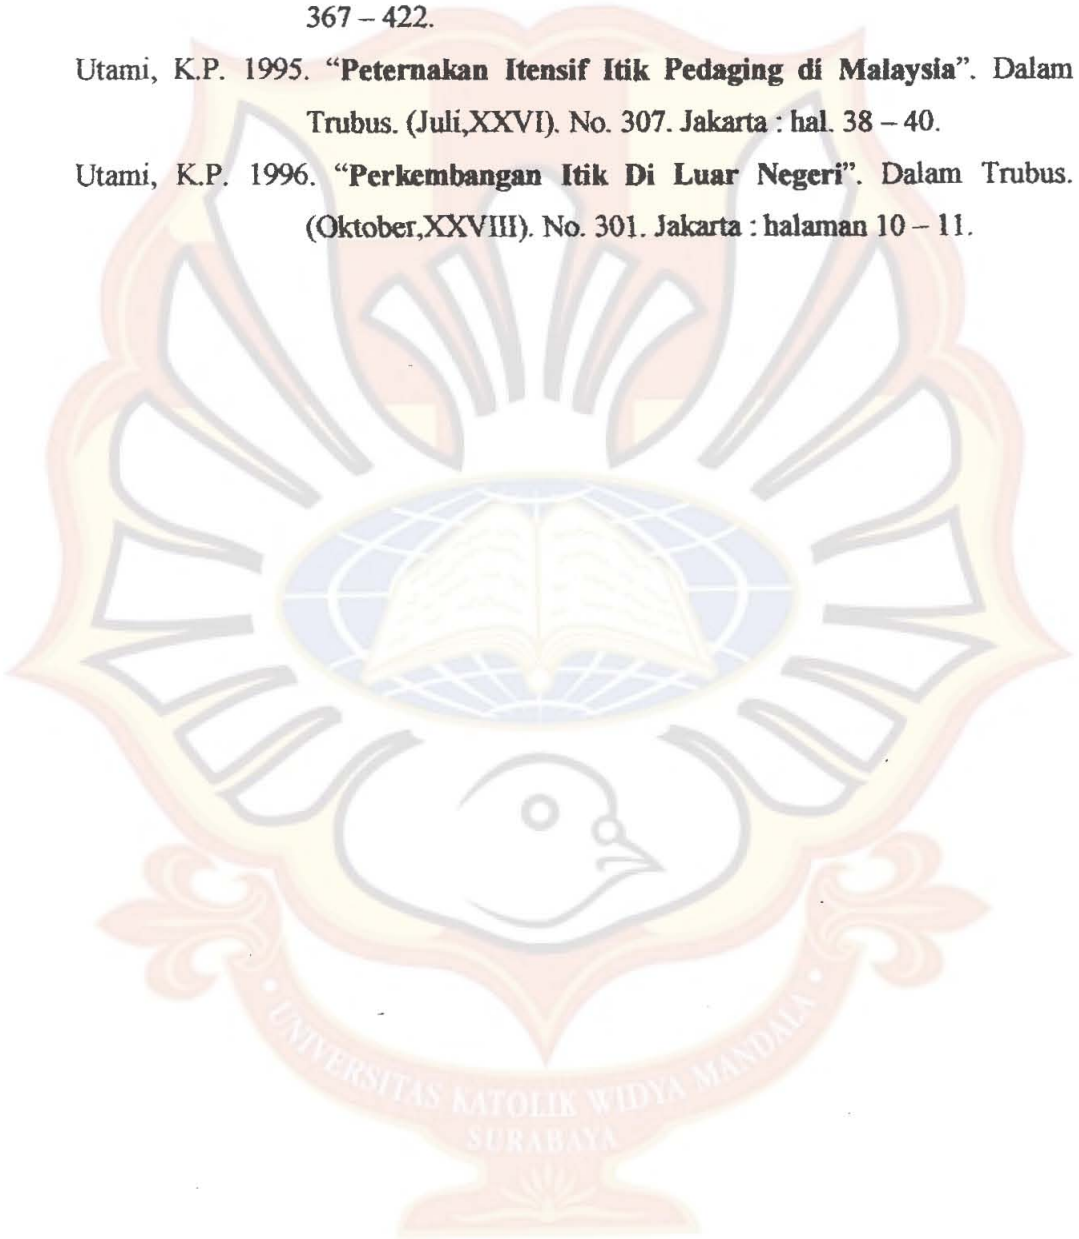 367 – 422.
Utami, K.P. 1995. “Peternakan Itensif Itik Pedaging di Malaysia”. Dalam
Trubus. (Juli,XXVI). No. 307. Jakarta : hal. 38 – 40.
Utami, K.P. 1996. “Perkembangan Itik Di Luar Negeri”. Dalam Trubus.
(Oktober,XXVIII). No. 301. Jakarta : halaman 10 – 11.
UNIVERSITAS KATOLIK WIDYA MANDALA
SURABAYA